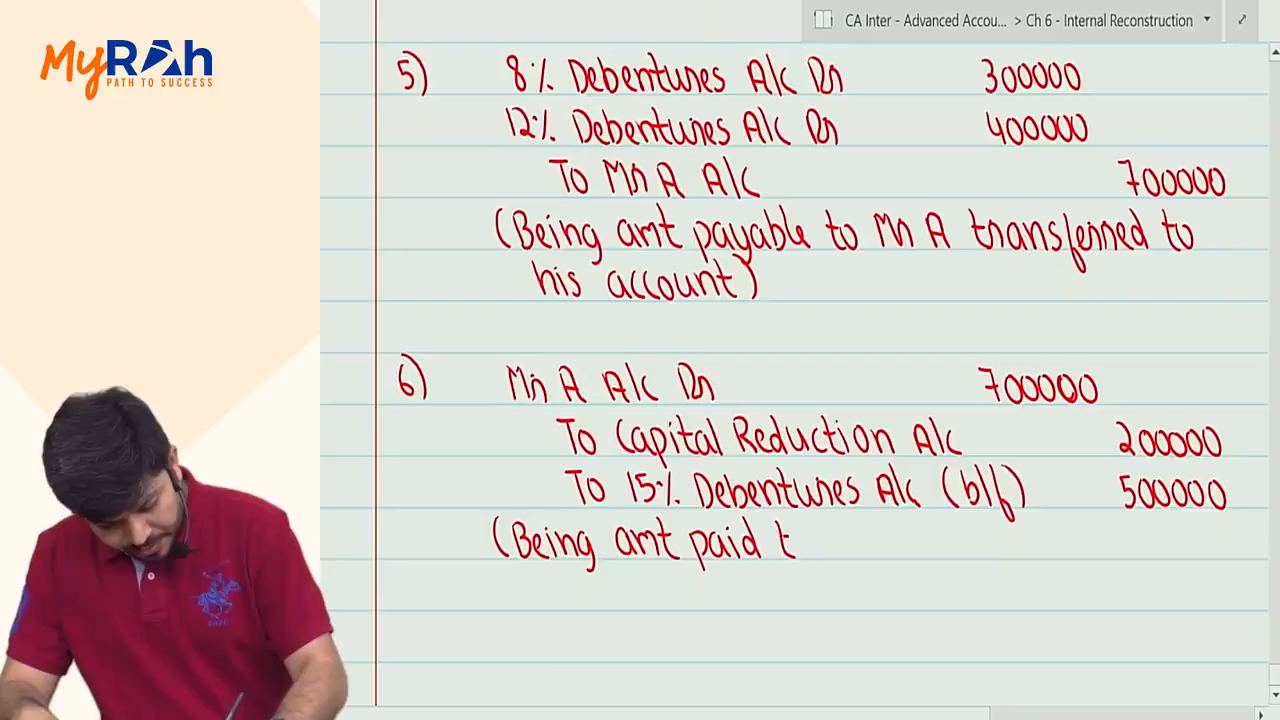 MyRAh
PATH TO SUCCESS
CA Inter - Advanced Accou... > Ch 6 - Internal Reconstruction
5) 8% Debentures A/c Dr 300000
12% Debentures A/c Dr 400000
To Mr A A/c 700000
(Being amt payable to Mr A transferred to
his account)
6) Mr A A/c Dr 700000
To Capital Reduction A/c 200000
To 15% Debentures A/c (b/f) 500000
(Being amt paid t